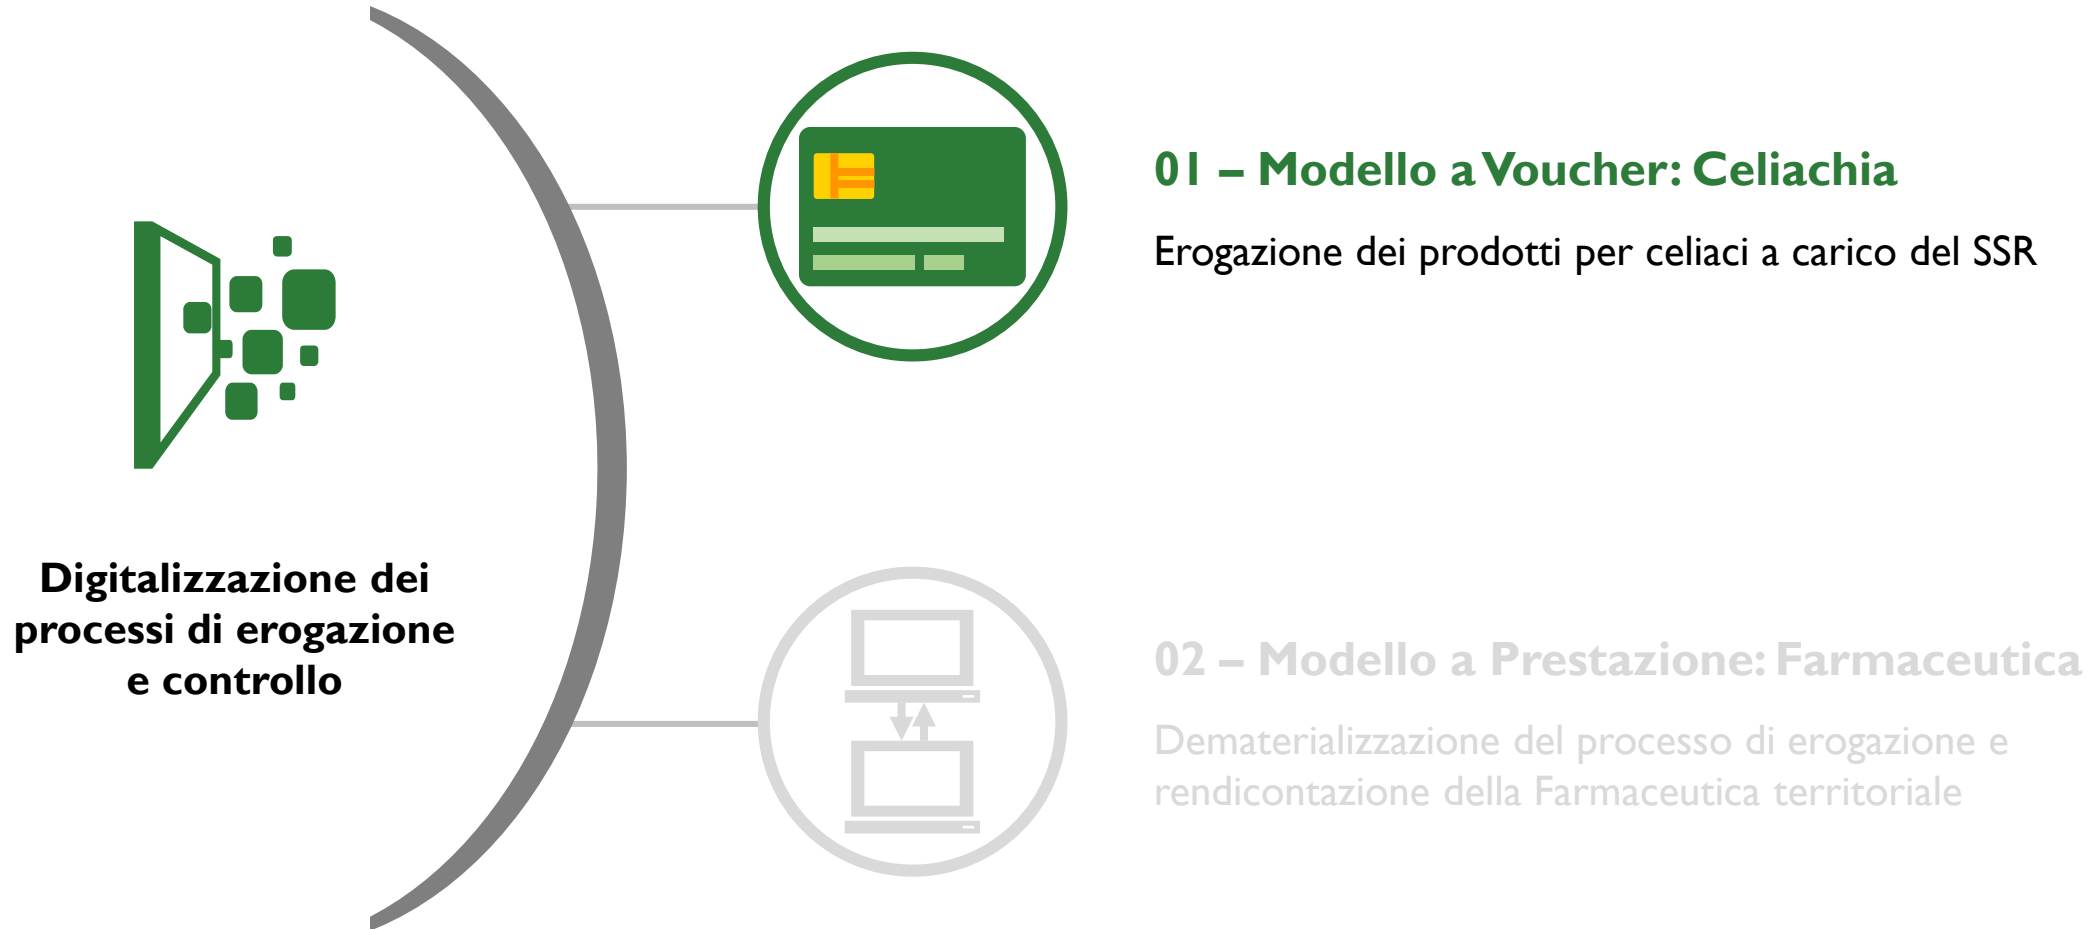 Digitalizzazione dei
processi di erogazione
e controllo
01 – Modello a Voucher: Celiachia
Erogazione dei prodotti per celiaci a carico del SSR
02 – Modello a Prestazione: Farmaceutica
Dematerializzazione del processo di erogazione e
rendicontazione della Farmaceutica territoriale